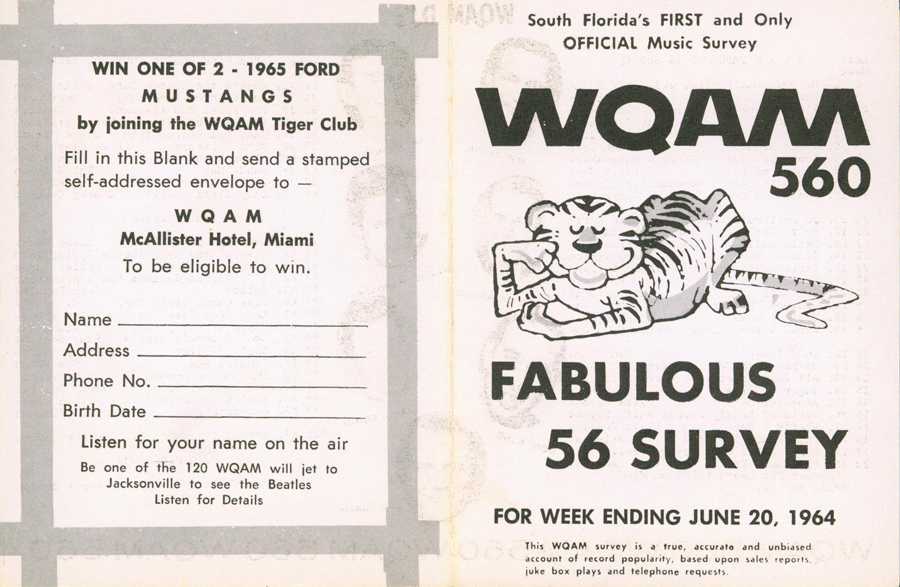 WIN ONE OF 2 - 1965 FORD
MUSTANGS
by joining the WQAM Tiger Club
Fill in this Blank and send a stamped
self-addressed envelope to —
WQAM
McAllister Hotel, Miami
To be eligible to win.
Name
Address
Phone No.
Birth Date
Listen for your name on the air
Be one of the 120 WQAM will jet to
Jacksonville to see the Beatles
Listen for Details
South Florida's FIRST and Only
OFFICIAL Music Survey
WQAM
560
FABULOUS
56 SURVEY
FOR WEEK ENDING JUNE 20, 1964
This WQAM survey is a true, accurate and unbiased
account of record popularity, based upon sales reports,
juke box plays and telephone requests.